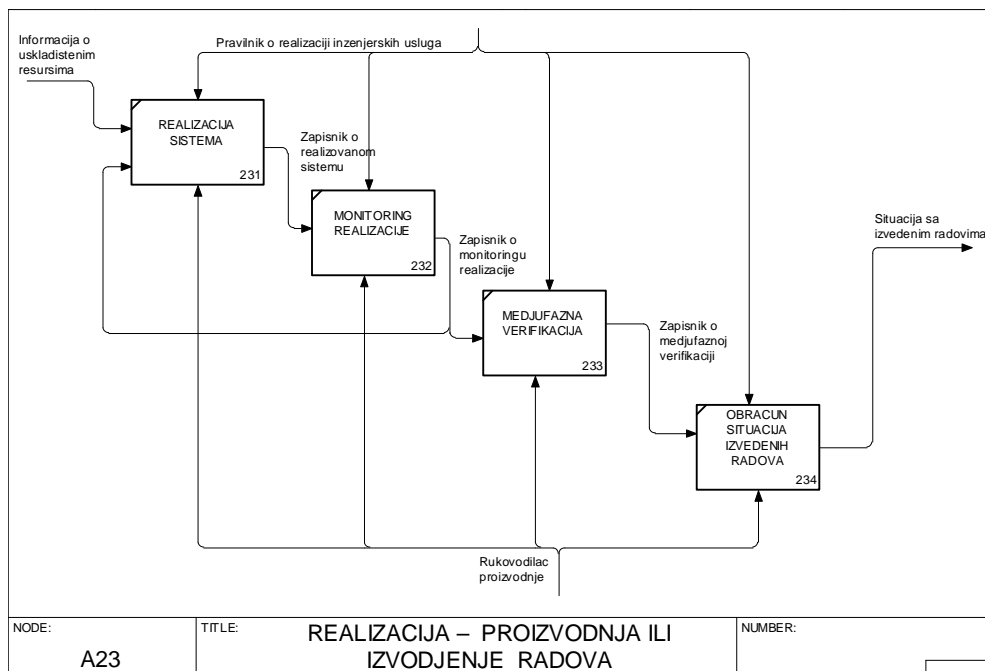 Informacija o
uskladistenim
resursima
Pravilnik o realizaciji inzenjerskih usluga
REALIZACIJA
SISTEMA
231
Zapisnik o
realizovanom
sistemu
MONITORING
REALIZACIJE
232
Zapisnik o
monitoringu
realizacije
MEDJUFAZNA
VERIFIKACIJA
233
Zapisnik o
medjufaznoj
verifikaciji
OBRACUN
SITUACIJA
IZVEDENIH
RADOVA
234
Situacija sa
izvedenim radovima
Rukovodilac
proizvodnje
NODE:
A23
TITLE:
REALIZACIJA – PROIZVODNJA ILI
IZVODJENJE RADOVA
NUMBER: